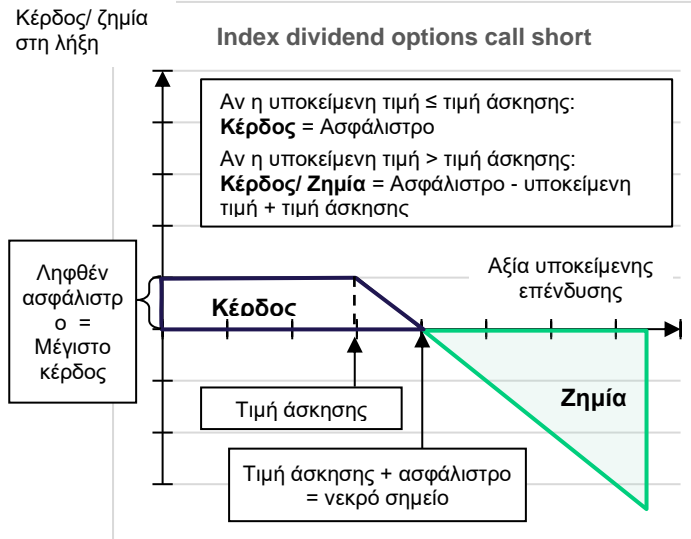 Κέρδος/ ζημία
στη λήξη
Index dividend options call short
Αν η υποκείμενη τιμή ≤ τιμή άσκησης:
Κέρδος = Ασφάλιστρο
Αν η υποκείμενη τιμή > τιμή άσκησης:
Κέρδος/ Ζημία = Ασφάλιστρο - υποκείμενη
τιμή + τιμή άσκησης
Ληφθέν
ασφάλιστρ
ο =
Μέγιστο
κέρδος
Κέρδος
Αξία υποκείμενης
επένδυσης
Ζημία
Τιμή άσκησης
Τιμή άσκησης + ασφάλιστρο
= νεκρό σημείο